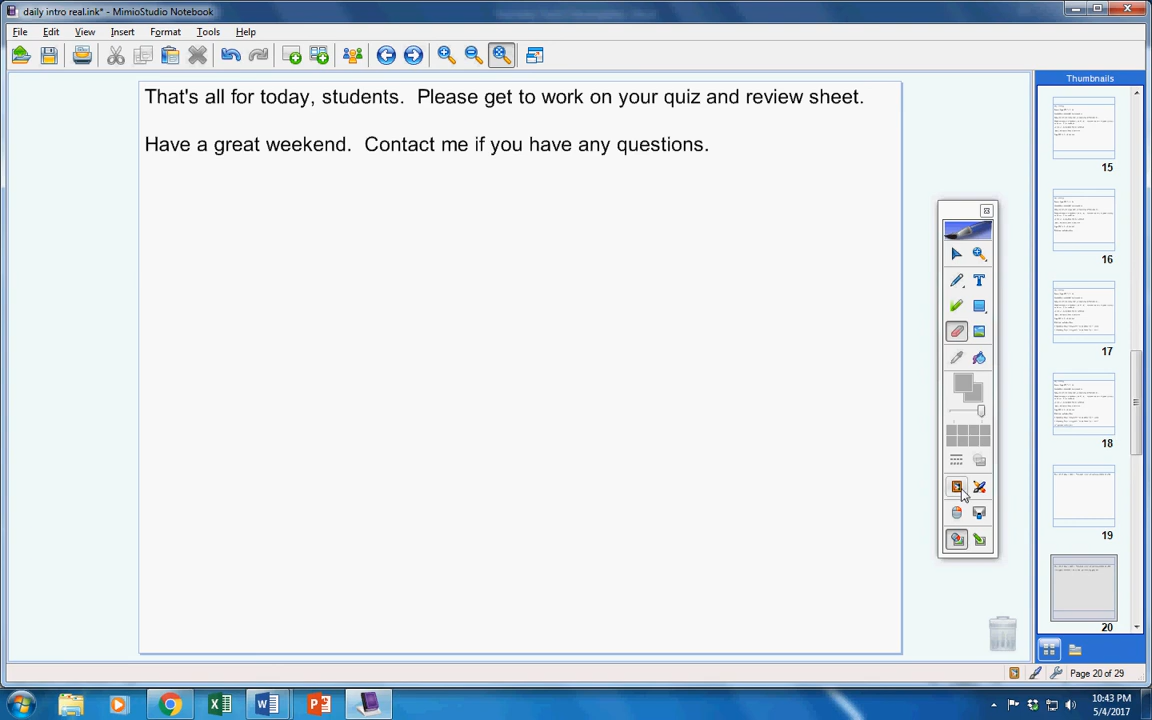 daily intro real.ink* - MimioStudio Notebook
File Edit View Insert Format Tools Help
Thumbnails
That's all for today, students. Please get to work on your quiz and review sheet.
Have a great weekend. Contact me if you have any questions.
15
16
17
18
19
20
Page 20 of 29
10:43 PM
5/4/2017